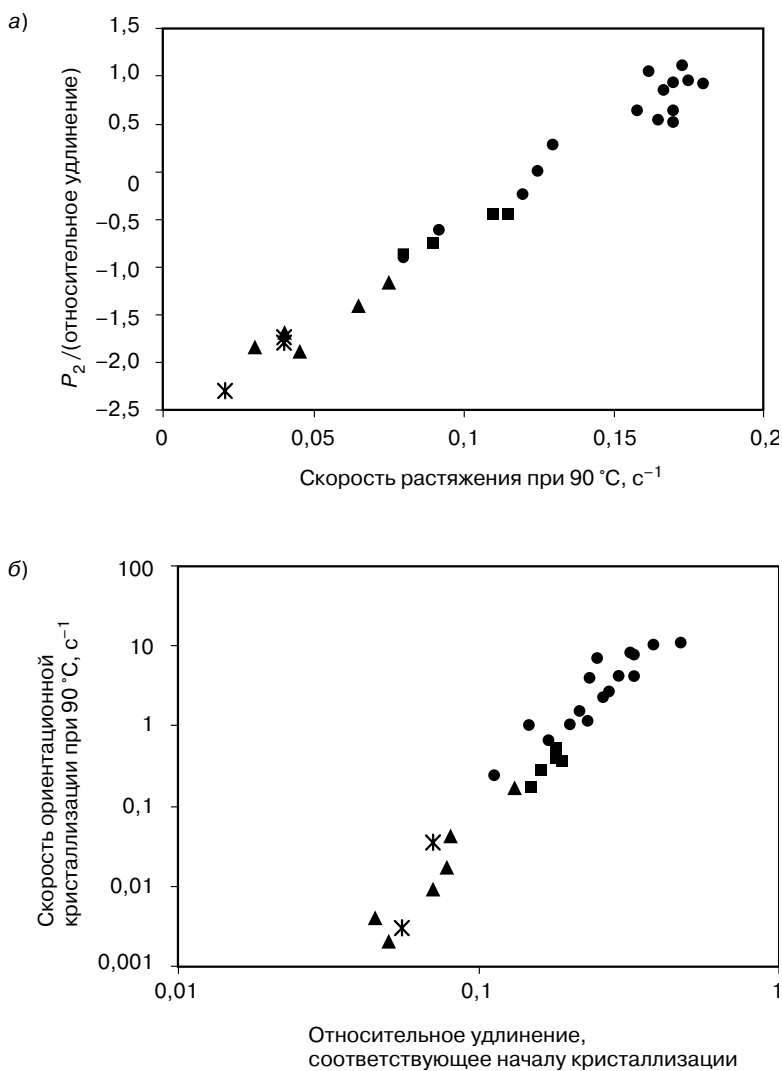 а)
P₂/(относительное удлинение)
1,5
1,0
0,5
0
−0,5
−1,0
−1,5
−2,0
−2,5
0
0,05
0,1
0,15
0,2
Скорость растяжения при 90 °С, с⁻¹
б)
Скорость ориентационной
кристаллизации при 90 °С, с⁻¹
100
10
1
0,1
0,01
0,001
0,01
0,1
1
Относительное удлинение,
соответствующее началу кристаллизации